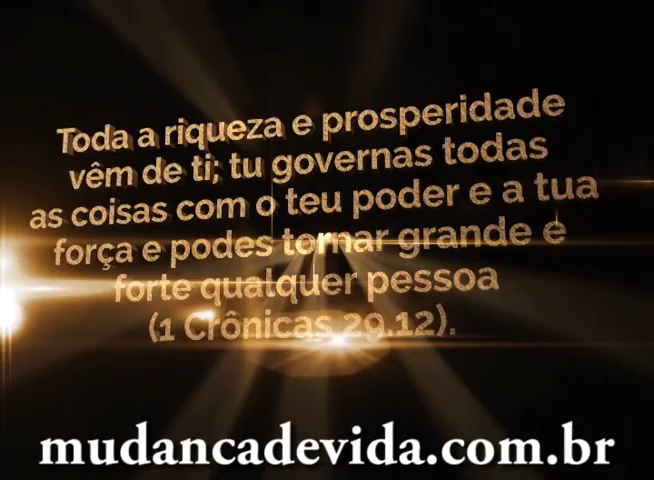 Toda a riqueza e prosperidade
vêm de ti; tu governas todas
as coisas com o teu poder e a tua
força e podes tornar grande e
forte qualquer pessoa
(1 Crônicas 29.12).
mudancadevida.com.br